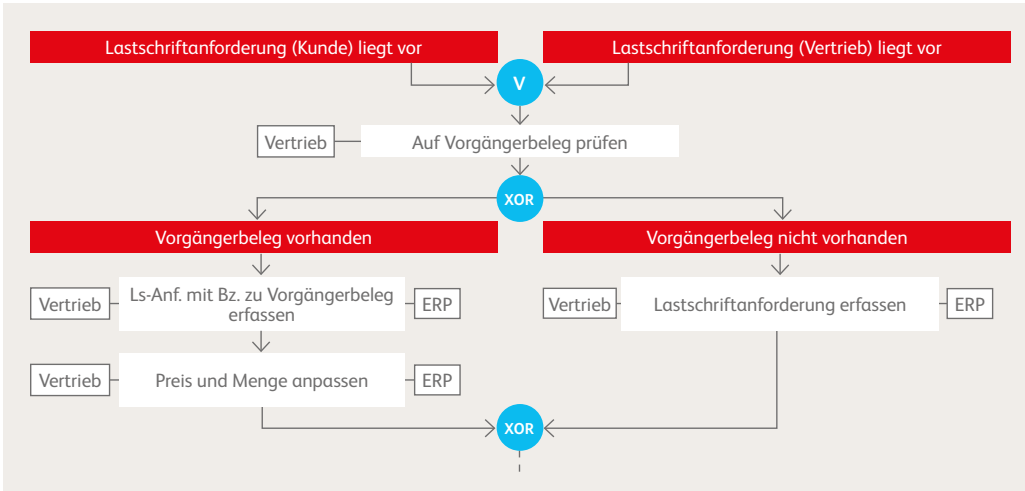 Lastschriftanforderung (Kunde) liegt vor
Lastschriftanforderung (Vertrieb) liegt vor
V
Vertrieb
Auf Vorgängerbeleg prüfen
XOR
Vorgängerbeleg vorhanden
Vorgängerbeleg nicht vorhanden
Vertrieb
Ls-Anf. mit Bz. zu Vorgängerbeleg
erfassen
ERP
Vertrieb
Lastschriftanforderung erfassen
ERP
Vertrieb
Preis und Menge anpassen
ERP
XOR